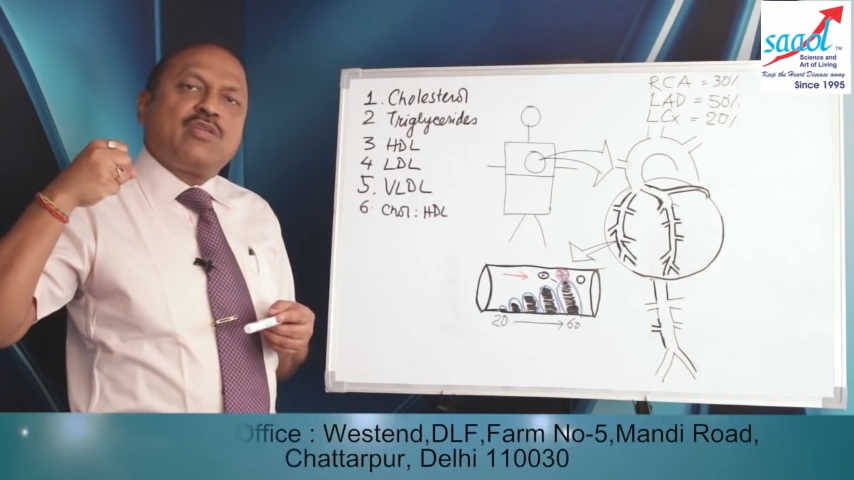 saaol
TM
Science and
Art of Living
Keep the Heart Disease away
Since 1995
1. Cholesterol
2 Triglycerides
3 HDL
4 LDL
5. VLDL
6. Chol : HDL
RCA = 30%
LAD = 50%
LCx = 20%
20 → 60
Office : Westend,DLF,Farm No-5,Mandi Road,
Chattarpur, Delhi 110030